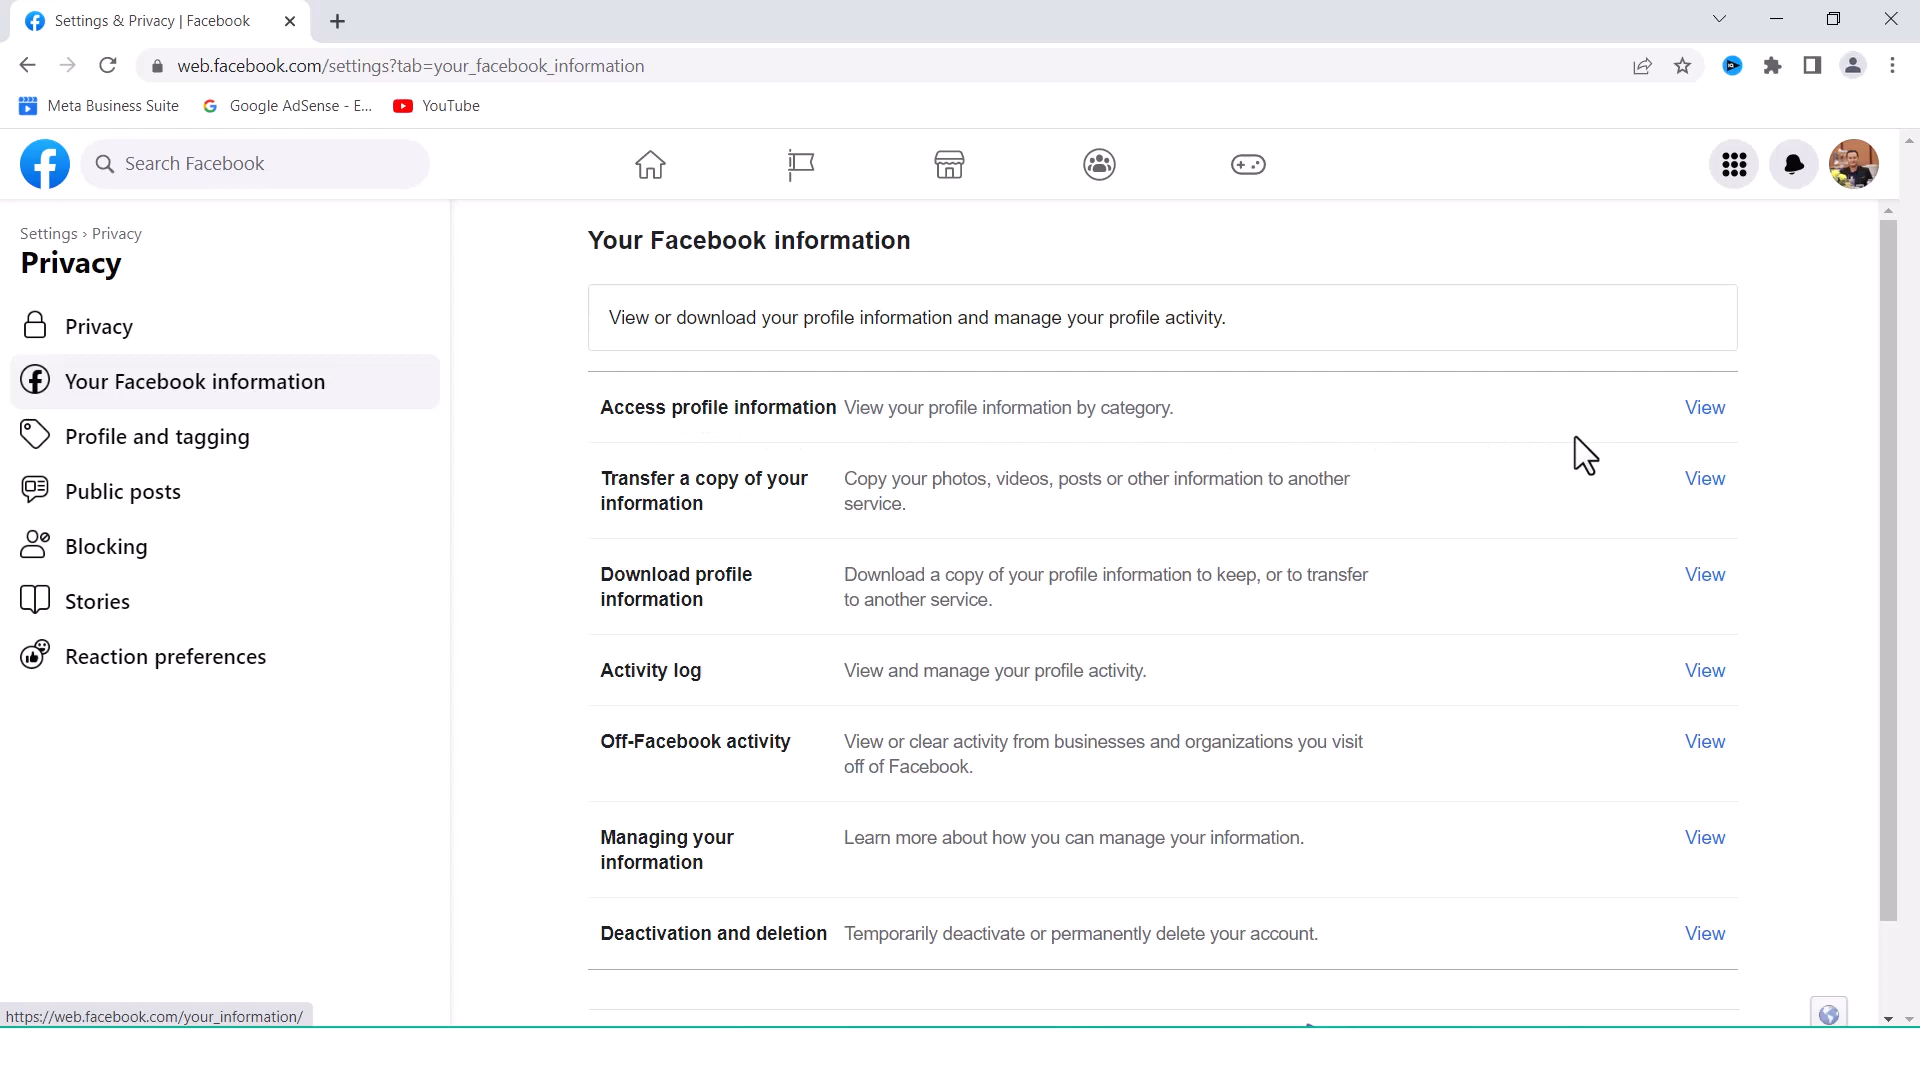 Settings & Privacy | Facebook
web.facebook.com/settings?tab=your_facebook_information
Meta Business Suite
Google AdSense - E...
YouTube
Search Facebook
Settings › Privacy
Privacy
Privacy
Your Facebook information
Profile and tagging
Public posts
Blocking
Stories
Reaction preferences
Your Facebook information
View or download your profile information and manage your profile activity.
Access profile information View your profile information by category. View
Transfer a copy of your Copy your photos, videos, posts or other information to another View
information service.
Download profile Download a copy of your profile information to keep, or to transfer View
information to another service.
Activity log View and manage your profile activity. View
Off-Facebook activity View or clear activity from businesses and organizations you visit View
off of Facebook.
Managing your Learn more about how you can manage your information. View
information
Deactivation and deletion Temporarily deactivate or permanently delete your account. View
https://web.facebook.com/your_information/